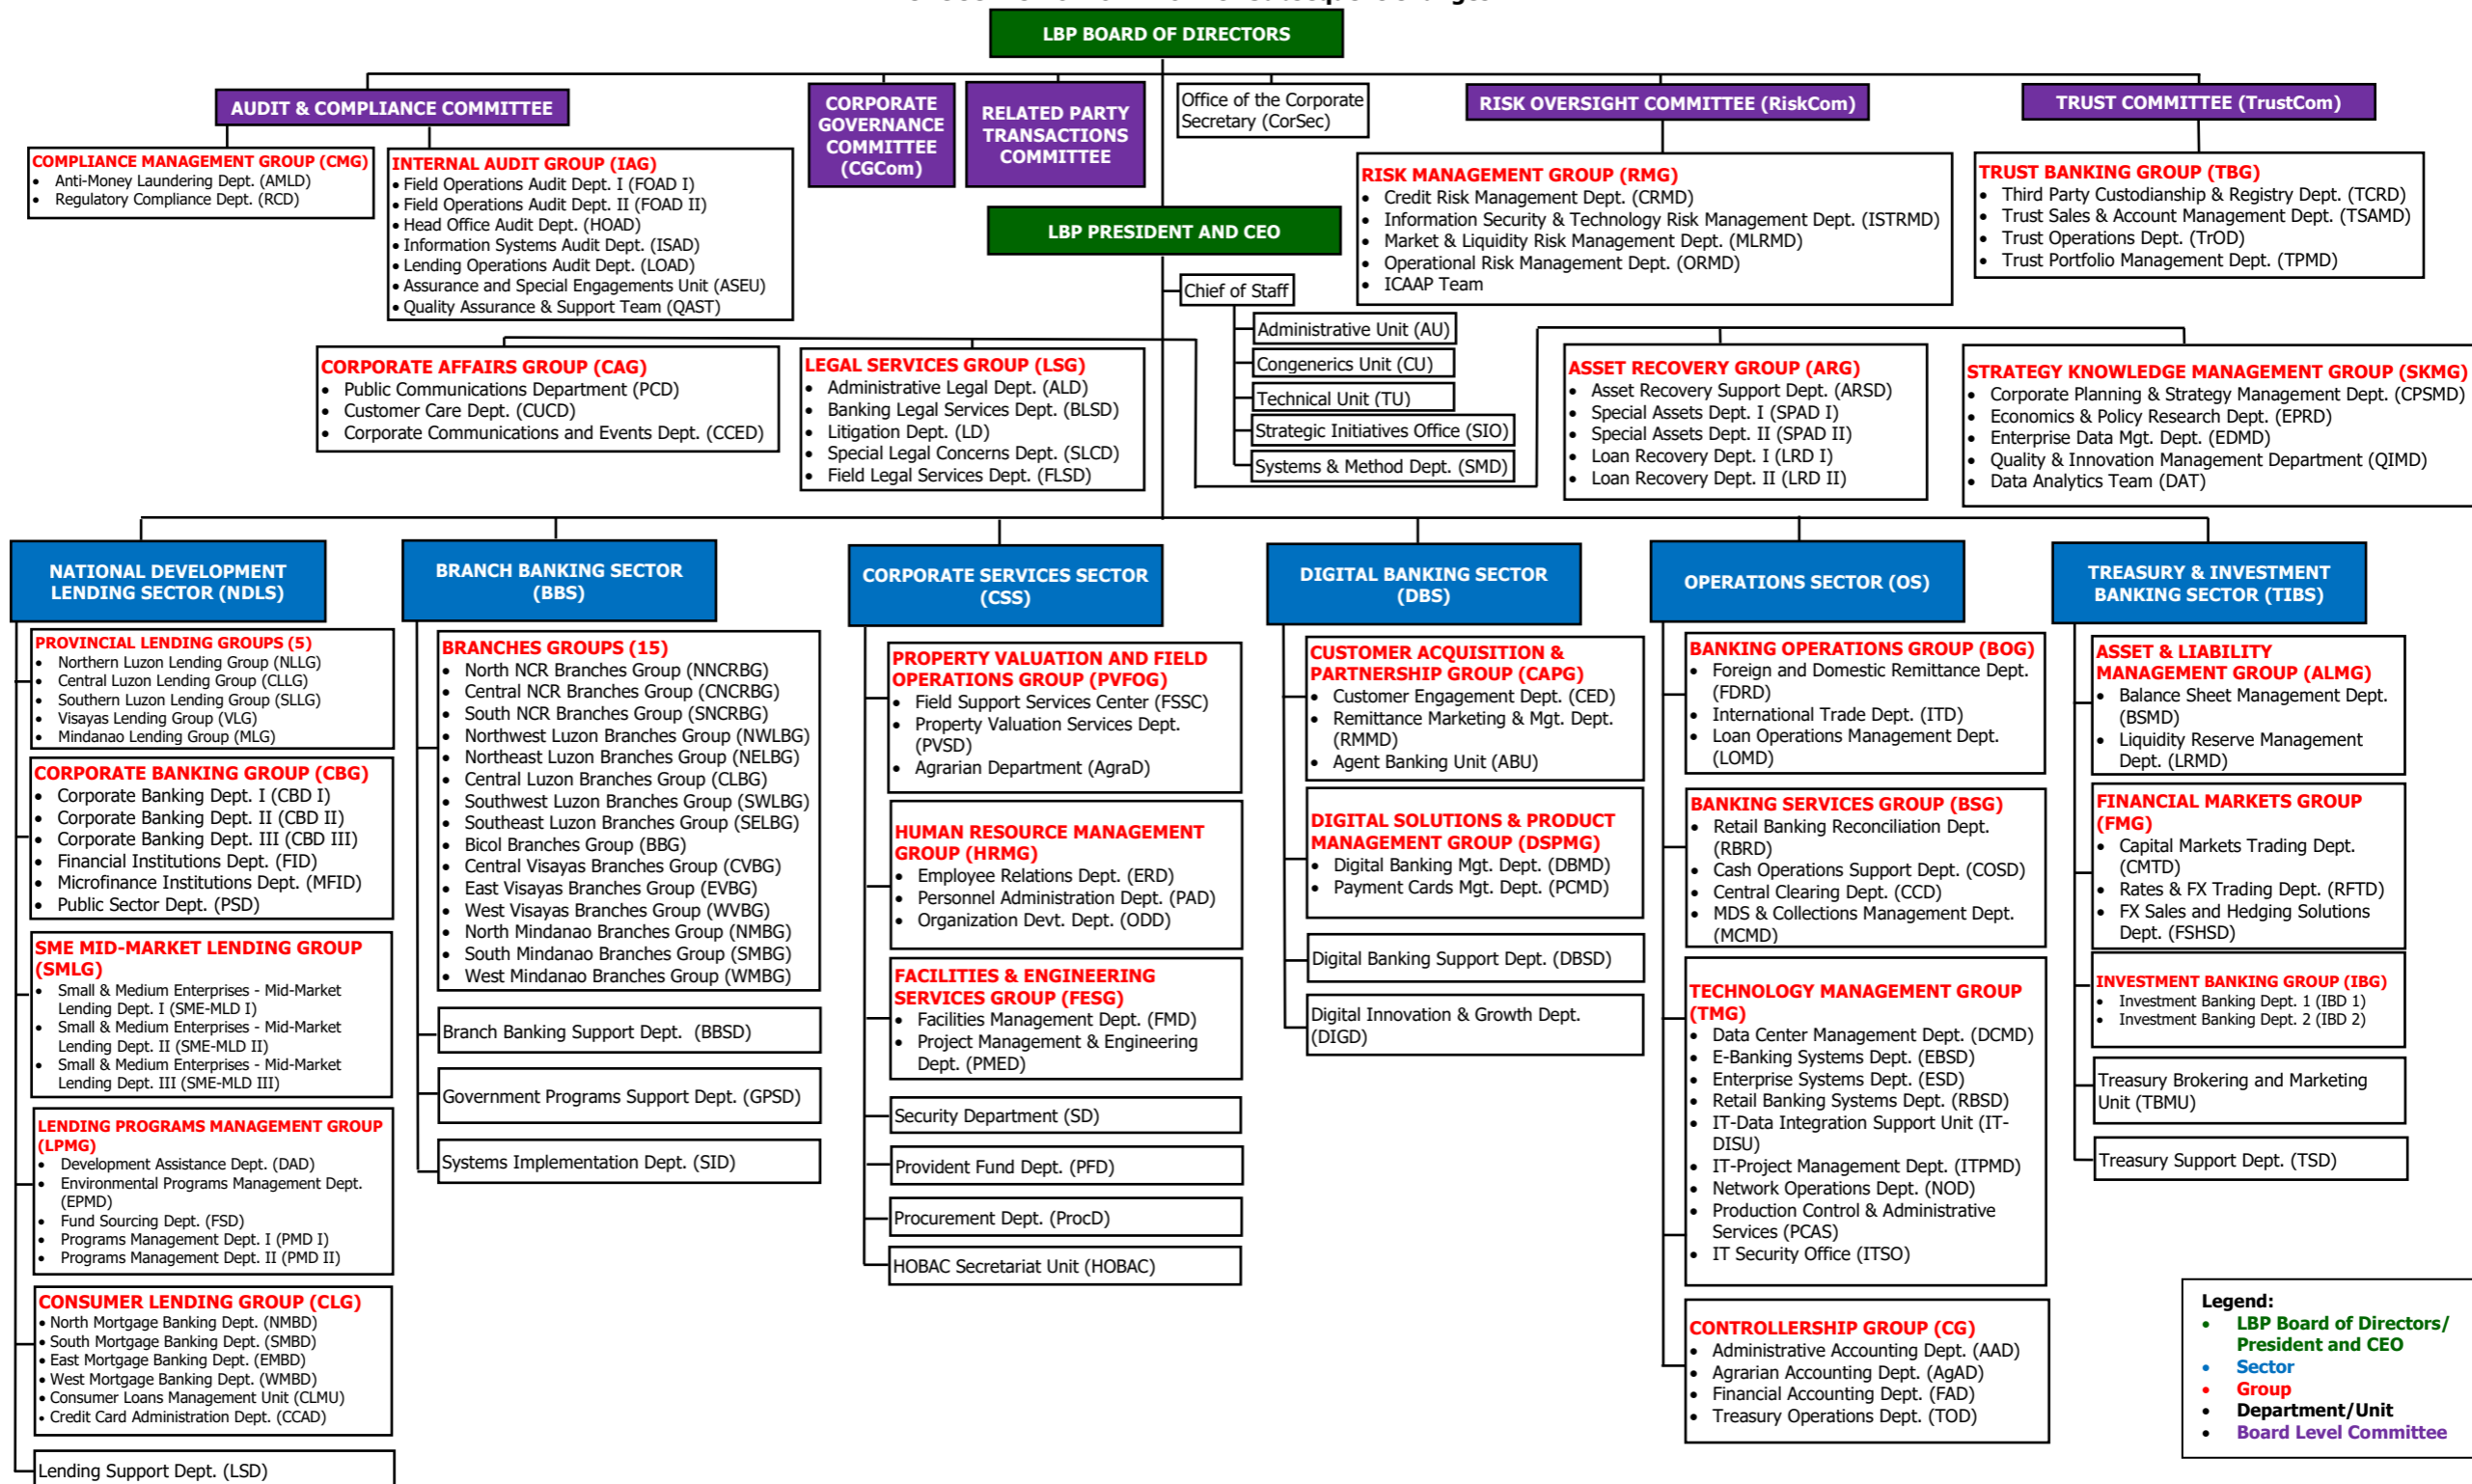 LBP BOARD OF DIRECTORS
AUDIT & COMPLIANCE COMMITTEE
CORPORATE
GOVERNANCE
COMMITTEE
(CGCom)
RELATED PARTY
TRANSACTIONS
COMMITTEE
Office of the Corporate
Secretary (CorSec)
RISK OVERSIGHT COMMITTEE (RiskCom)
TRUST COMMITTEE (TrustCom)
COMPLIANCE MANAGEMENT GROUP (CMG)
• Anti-Money Laundering Dept. (AMLD)
• Regulatory Compliance Dept. (RCD)
INTERNAL AUDIT GROUP (IAG)
• Field Operations Audit Dept. I (FOAD I)
• Field Operations Audit Dept. II (FOAD II)
• Head Office Audit Dept. (HOAD)
• Information Systems Audit Dept. (ISAD)
• Lending Operations Audit Dept. (LOAD)
• Assurance and Special Engagements Unit (ASEU)
• Quality Assurance & Support Team (QAST)
RISK MANAGEMENT GROUP (RMG)
• Credit Risk Management Dept. (CRMD)
• Information Security & Technology Risk Management Dept. (ISTRMD)
• Market & Liquidity Risk Management Dept. (MLRMD)
• Operational Risk Management Dept. (ORMD)
• ICAAP Team
TRUST BANKING GROUP (TBG)
• Third Party Custodianship & Registry Dept. (TCRD)
• Trust Sales & Account Management Dept. (TSAMD)
• Trust Operations Dept. (TrOD)
• Trust Portfolio Management Dept. (TPMD)
LBP PRESIDENT AND CEO
Chief of Staff
Administrative Unit (AU)
Congenerics Unit (CU)
Technical Unit (TU)
Strategic Initiatives Office (SIO)
Systems & Method Dept. (SMD)
CORPORATE AFFAIRS GROUP (CAG)
• Public Communications Department (PCD)
• Customer Care Dept. (CUCD)
• Corporate Communications and Events Dept. (CCED)
LEGAL SERVICES GROUP (LSG)
• Administrative Legal Dept. (ALD)
• Banking Legal Services Dept. (BLSD)
• Litigation Dept. (LD)
• Special Legal Concerns Dept. (SLCD)
• Field Legal Services Dept. (FLSD)
ASSET RECOVERY GROUP (ARG)
• Asset Recovery Support Dept. (ARSD)
• Special Assets Dept. I (SPAD I)
• Special Assets Dept. II (SPAD II)
• Loan Recovery Dept. I (LRD I)
• Loan Recovery Dept. II (LRD II)
STRATEGY KNOWLEDGE MANAGEMENT GROUP (SKMG)
• Corporate Planning & Strategy Management Dept. (CPSMD)
• Economics & Policy Research Dept. (EPRD)
• Enterprise Data Mgt. Dept. (EDMD)
• Quality & Innovation Management Department (QIMD)
• Data Analytics Team (DAT)
NATIONAL DEVELOPMENT
LENDING SECTOR (NDLS)
PROVINCIAL LENDING GROUPS (5)
• Northern Luzon Lending Group (NLLG)
• Central Luzon Lending Group (CLLG)
• Southern Luzon Lending Group (SLLG)
• Visayas Lending Group (VLG)
• Mindanao Lending Group (MLG)
CORPORATE BANKING GROUP (CBG)
• Corporate Banking Dept. I (CBD I)
• Corporate Banking Dept. II (CBD II)
• Corporate Banking Dept. III (CBD III)
• Financial Institutions Dept. (FID)
• Microfinance Institutions Dept. (MFID)
• Public Sector Dept. (PSD)
SME MID-MARKET LENDING GROUP
(SMLG)
• Small & Medium Enterprises - Mid-Market
Lending Dept. I (SME-MLD I)
• Small & Medium Enterprises - Mid-Market
Lending Dept. II (SME-MLD II)
• Small & Medium Enterprises - Mid-Market
Lending Dept. III (SME-MLD III)
LENDING PROGRAMS MANAGEMENT GROUP
(LPMG)
• Development Assistance Dept. (DAD)
• Environmental Programs Management Dept.
(EPMD)
• Fund Sourcing Dept. (FSD)
• Programs Management Dept. I (PMD I)
• Programs Management Dept. II (PMD II)
CONSUMER LENDING GROUP (CLG)
• North Mortgage Banking Dept. (NMBD)
• South Mortgage Banking Dept. (SMBD)
• East Mortgage Banking Dept. (EMBD)
• West Mortgage Banking Dept. (WMBD)
• Consumer Loans Management Unit (CLMU)
• Credit Card Administration Dept. (CCAD)
Lending Support Dept. (LSD)
BRANCH BANKING SECTOR
(BBS)
BRANCHES GROUPS (15)
• North NCR Branches Group (NNCRBG)
• Central NCR Branches Group (CNCRBG)
• South NCR Branches Group (SNCRBG)
• Northwest Luzon Branches Group (NWLBG)
• Northeast Luzon Branches Group (NELBG)
• Central Luzon Branches Group (CLBG)
• Southwest Luzon Branches Group (SWLBG)
• Southeast Luzon Branches Group (SELBG)
• Bicol Branches Group (BBG)
• Central Visayas Branches Group (CVBG)
• East Visayas Branches Group (EVBG)
• West Visayas Branches Group (WVBG)
• North Mindanao Branches Group (NMBG)
• South Mindanao Branches Group (SMBG)
• West Mindanao Branches Group (WMBG)
Branch Banking Support Dept. (BBSD)
Government Programs Support Dept. (GPSD)
Systems Implementation Dept. (SID)
CORPORATE SERVICES SECTOR
(CSS)
PROPERTY VALUATION AND FIELD
OPERATIONS GROUP (PVFOG)
• Field Support Services Center (FSSC)
• Property Valuation Services Dept.
(PVSD)
• Agrarian Department (AgraD)
HUMAN RESOURCE MANAGEMENT
GROUP (HRMG)
• Employee Relations Dept. (ERD)
• Personnel Administration Dept. (PAD)
• Organization Devt. Dept. (ODD)
FACILITIES & ENGINEERING
SERVICES GROUP (FESG)
• Facilities Management Dept. (FMD)
• Project Management & Engineering
Dept. (PMED)
Security Department (SD)
Provident Fund Dept. (PFD)
Procurement Dept. (ProcD)
HOBAC Secretariat Unit (HOBAC)
DIGITAL BANKING SECTOR
(DBS)
CUSTOMER ACQUISITION &
PARTNERSHIP GROUP (CAPG)
• Customer Engagement Dept. (CED)
• Remittance Marketing & Mgt. Dept.
(RMMD)
• Agent Banking Unit (ABU)
DIGITAL SOLUTIONS & PRODUCT
MANAGEMENT GROUP (DSPMG)
• Digital Banking Mgt. Dept. (DBMD)
• Payment Cards Mgt. Dept. (PCMD)
Digital Banking Support Dept. (DBSD)
Digital Innovation & Growth Dept.
(DIGD)
OPERATIONS SECTOR (OS)
BANKING OPERATIONS GROUP (BOG)
• Foreign and Domestic Remittance Dept.
(FDRD)
• International Trade Dept. (ITD)
• Loan Operations Management Dept.
(LOMD)
BANKING SERVICES GROUP (BSG)
• Retail Banking Reconciliation Dept.
(RBRD)
• Cash Operations Support Dept. (COSD)
• Central Clearing Dept. (CCD)
• MDS & Collections Management Dept.
(MCMD)
TECHNOLOGY MANAGEMENT GROUP
(TMG)
• Data Center Management Dept. (DCMD)
• E-Banking Systems Dept. (EBSD)
• Enterprise Systems Dept. (ESD)
• Retail Banking Systems Dept. (RBSD)
• IT-Data Integration Support Unit (IT-
DISU)
• IT-Project Management Dept. (ITPMD)
• Network Operations Dept. (NOD)
• Production Control & Administrative
Services (PCAS)
• IT Security Office (ITSO)
CONTROLLERSHIP GROUP (CG)
• Administrative Accounting Dept. (AAD)
• Agrarian Accounting Dept. (AgAD)
• Financial Accounting Dept. (FAD)
• Treasury Operations Dept. (TOD)
TREASURY & INVESTMENT
BANKING SECTOR (TIBS)
ASSET & LIABILITY
MANAGEMENT GROUP (ALMG)
• Balance Sheet Management Dept.
(BSMD)
• Liquidity Reserve Management
Dept. (LRMD)
FINANCIAL MARKETS GROUP
(FMG)
• Capital Markets Trading Dept.
(CMTD)
• Rates & FX Trading Dept. (RFTD)
• FX Sales and Hedging Solutions
Dept. (FSHSD)
INVESTMENT BANKING GROUP (IBG)
• Investment Banking Dept. 1 (IBD 1)
• Investment Banking Dept. 2 (IBD 2)
Treasury Brokering and Marketing
Unit (TBMU)
Treasury Support Dept. (TSD)
Legend:
• LBP Board of Directors/
President and CEO
• Sector
• Group
• Department/Unit
• Board Level Committee